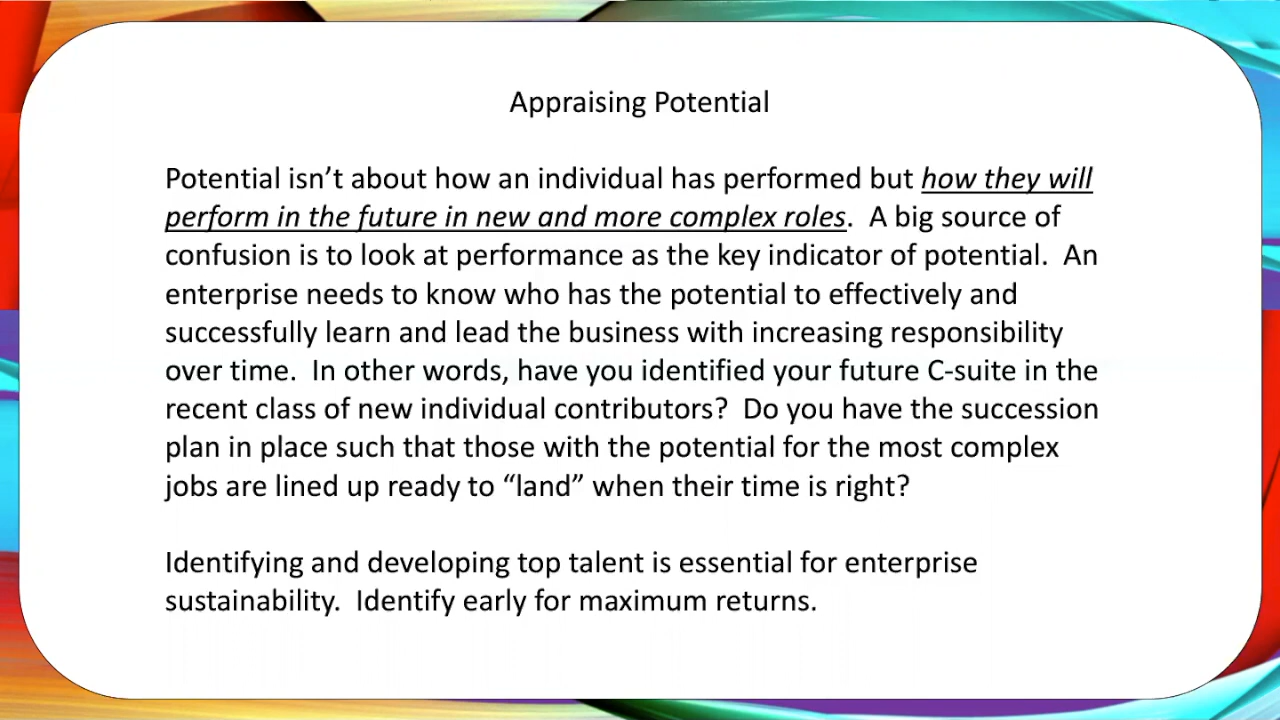 Appraising Potential
Potential isn’t about how an individual has performed but how they will
perform in the future in new and more complex roles.  A big source of
confusion is to look at performance as the key indicator of potential.  An
enterprise needs to know who has the potential to effectively and
successfully learn and lead the business with increasing responsibility
over time.  In other words, have you identified your future C-suite in the
recent class of new individual contributors?  Do you have the succession
plan in place such that those with the potential for the most complex
jobs are lined up ready to “land” when their time is right?
Identifying and developing top talent is essential for enterprise
sustainability.  Identify early for maximum returns.